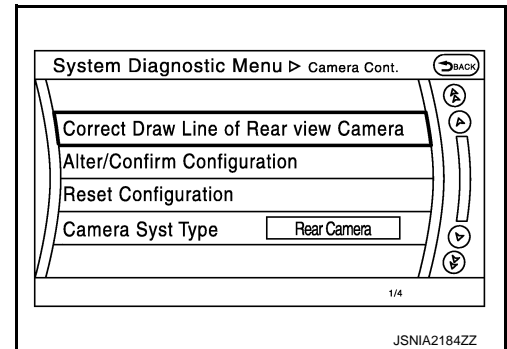 System Diagnostic Menu ▷ Camera Cont. BACK
Correct Draw Line of Rear view Camera
Alter/Confirm Configuration
Reset Configuration
Camera Syst Type Rear Camera
1/4
JSNIA2184ZZ